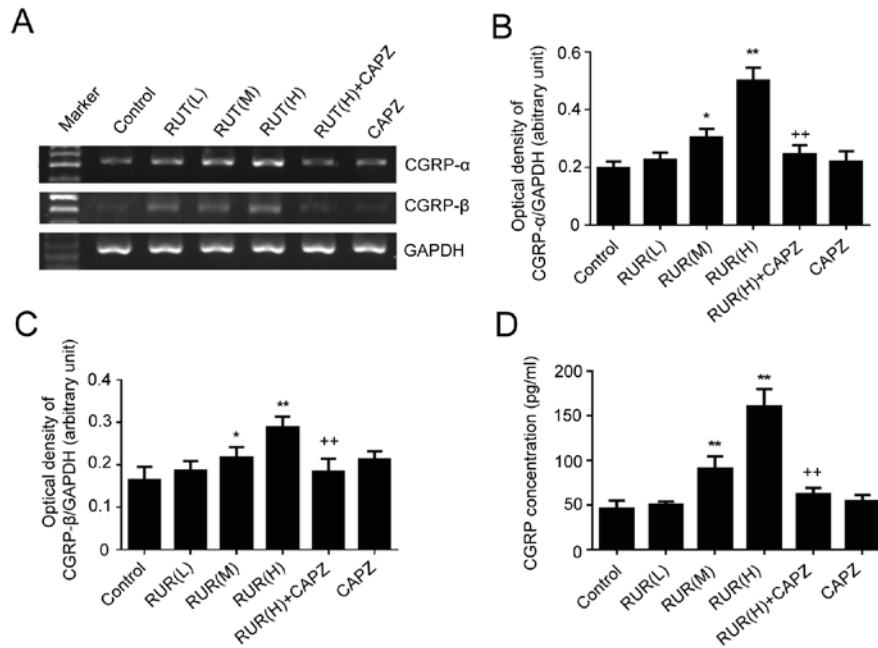 A
Marker
Control
RUT(L)
RUT(M)
RUT(H)
RUT(H)+CAPZ
CAPZ
CGRP-α
CGRP-β
GAPDH
B
Optical density of
CGRP-α/GAPDH (abitrary unit)
0.6
0.4
0.2
0
*
**
++
Control
RUR(L)
RUR(M)
RUR(H)
RUR(H)+CAPZ
CAPZ
C
Optical density of
CGRP-β/GAPDH (arbitrary unit)
0.4
0.3
0.2
0.1
0
*
**
++
Control
RUR(L)
RUR(M)
RUR(H)
RUR(H)+CAPZ
CAPZ
D
CGRP concentration (pg/ml)
200
150
100
50
0
**
**
++
Control
RUR(L)
RUR(M)
RUR(H)
RUR(H)+CAPZ
CAPZ